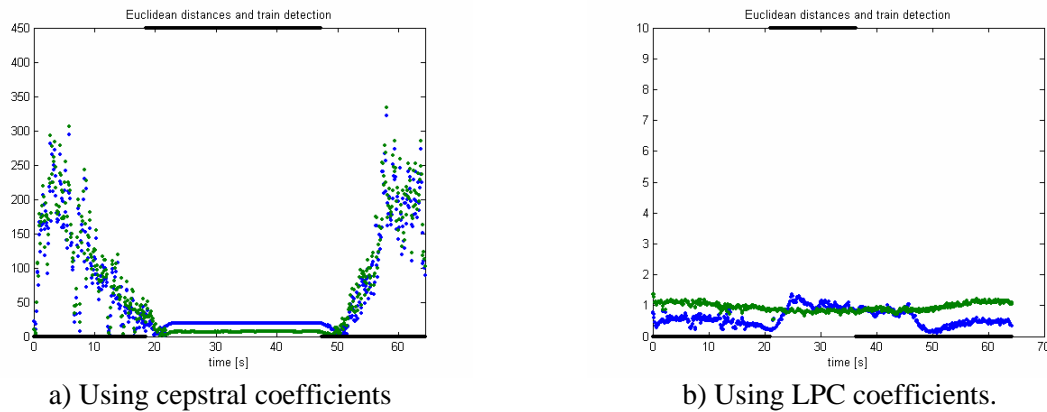 Euclidean distances and train detection
450
400
350
300
250
200
150
100
50
0
0 10 20 30 40 50 60
time [s]
a) Using cepstral coefficients
Euclidean distances and train detection
10
9
8
7
6
5
4
3
2
1
0
0 10 20 30 40 50 60 70
time [s]
b) Using LPC coefficients.